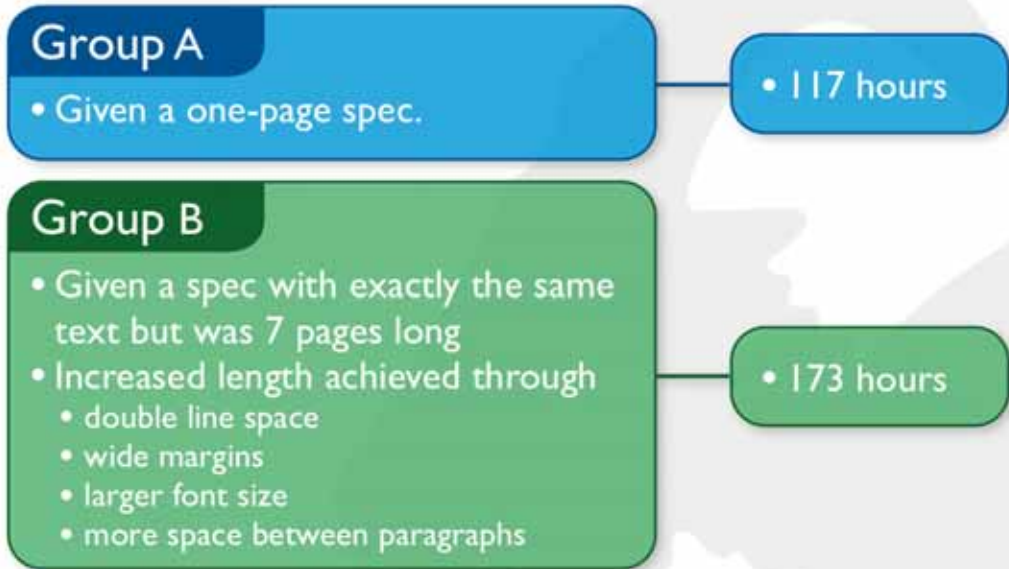 Group A
• Given a one-page spec.
• 117 hours
Group B
• Given a spec with exactly the same
text but was 7 pages long
• Increased length achieved through
• double line space
• wide margins
• larger font size
• more space between paragraphs
• 173 hours